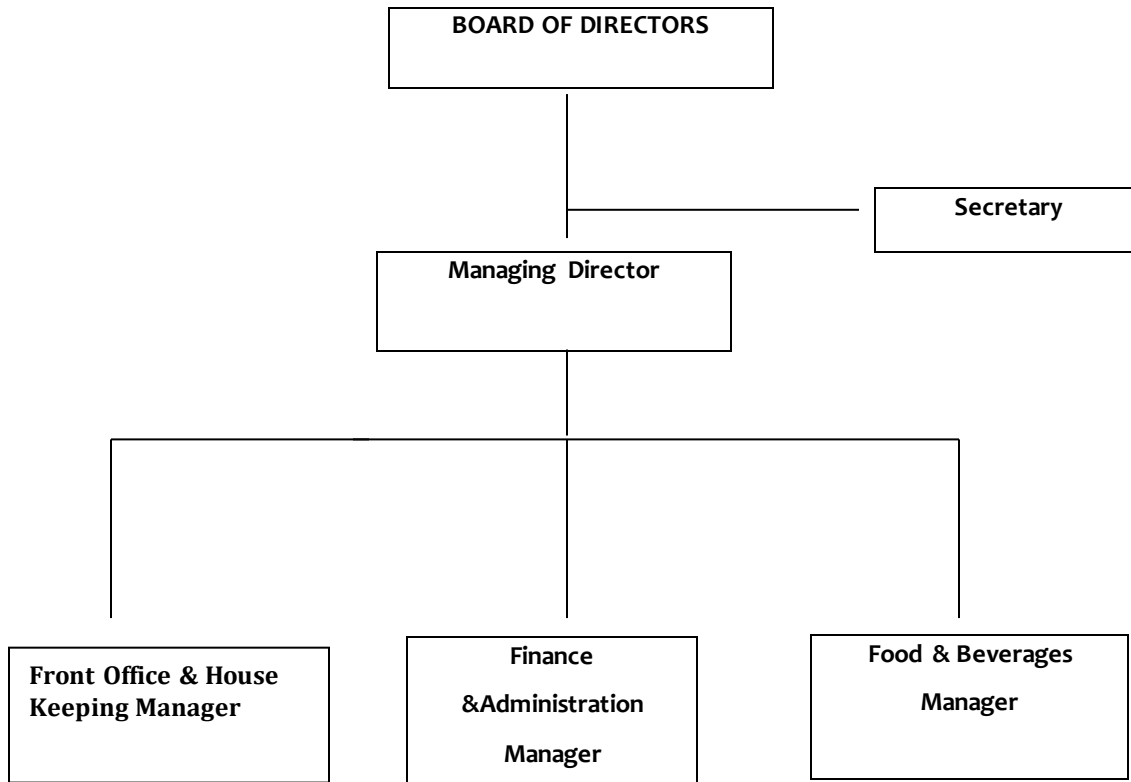 BOARD OF DIRECTORS
Secretary
Managing Director
Front Office & House
Keeping Manager
Finance
&Administration
Manager
Food & Beverages
Manager